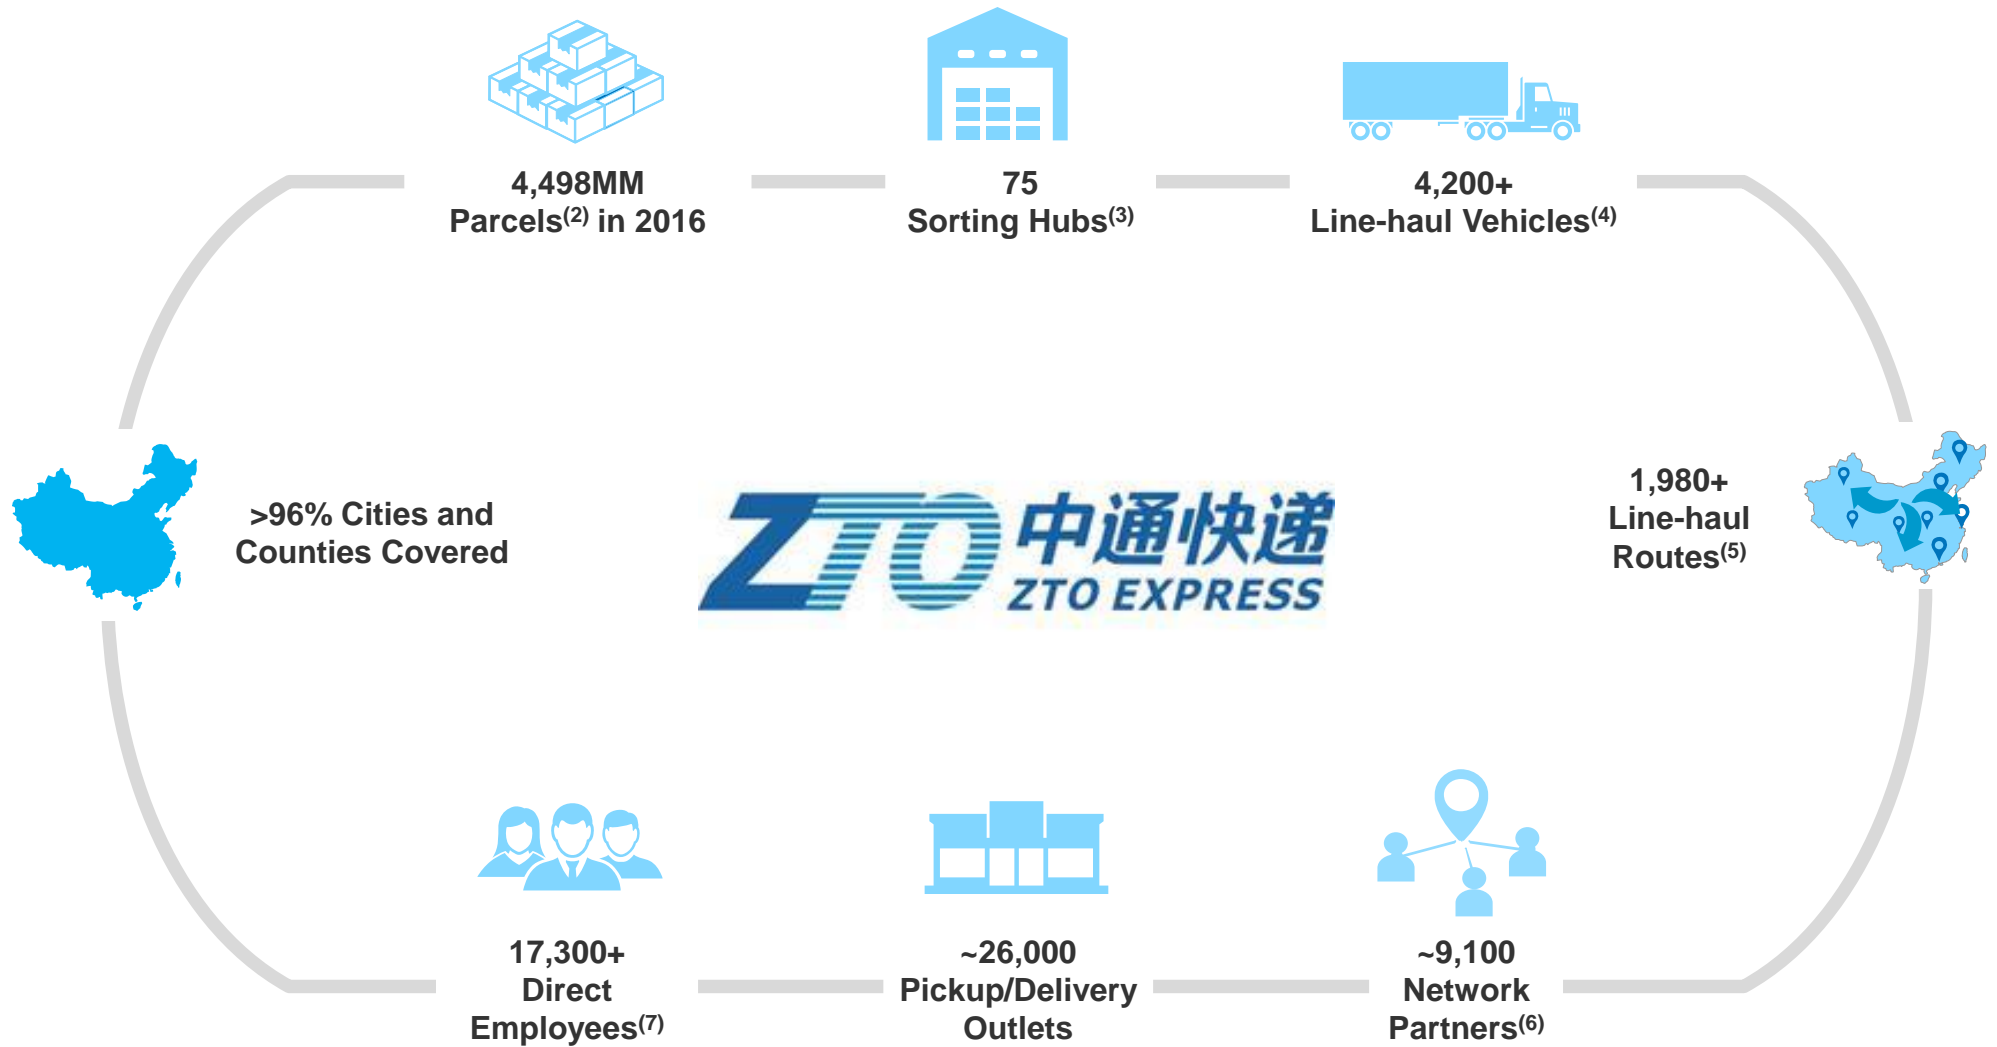 4,498MM
Parcels(2) in 2016
75
Sorting Hubs(3)
4,200+
Line-haul Vehicles(4)
>96% Cities and
Counties Covered
ZTO 中通快递
ZTO EXPRESS
1,980+
Line-haul
Routes(5)
17,300+
Direct
Employees(7)
~26,000
Pickup/Delivery
Outlets
~9,100
Network
Partners(6)